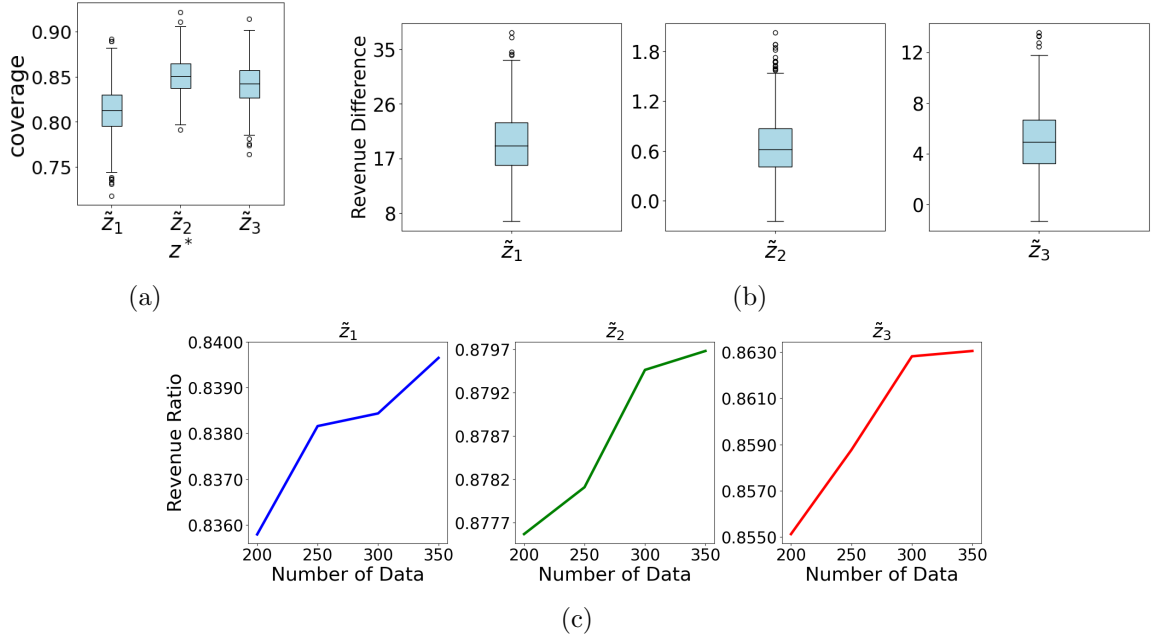 0.90
0.85
0.80
0.75
coverage
z̃₁ z̃₂ z̃₃
z*
(a)
Revenue Difference
35
26
17
8
z̃₁
1.8
1.2
0.6
0.0
z̃₂
12
8
4
0
z̃₃
(b)
z̃₁
Revenue Ratio
0.8400
0.8390
0.8380
0.8370
0.8360
200 250 300 350
Number of Data
z̃₂
0.8797
0.8792
0.8787
0.8782
0.8777
200 250 300 350
Number of Data
z̃₃
0.8630
0.8610
0.8590
0.8570
0.8550
200 250 300 350
Number of Data
(c)